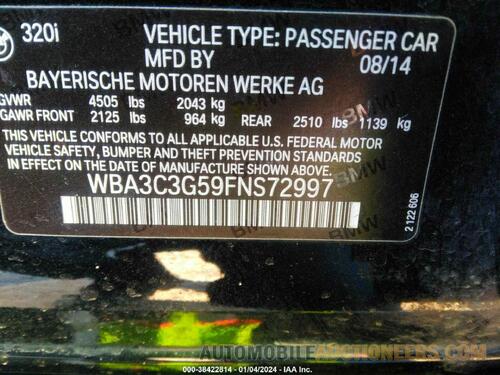 320i VEHICLE TYPE: PASSENGER CAR
MFD BY 08/14
BAYERISCHE MOTOREN WERKE AG
GVWR 4505 lbs 2043 kg
GAWR FRONT 2125 lbs 964 kg REAR 2510 lbs 1139 kg
THIS VEHICLE CONFORMS TO ALL APPLICABLE U.S. FEDERAL MOTOR
VEHICLE SAFETY, BUMPER AND THEFT PREVENTION STANDARDS
IN EFFECT ON THE DATE OF MANUFACTURE SHOWN ABOVE.
WBA3C3G59FNS72997
2 122 606
BMW
000-38422814 - 01/04/2024 - IAA Inc.
AvtoBidMaster.com